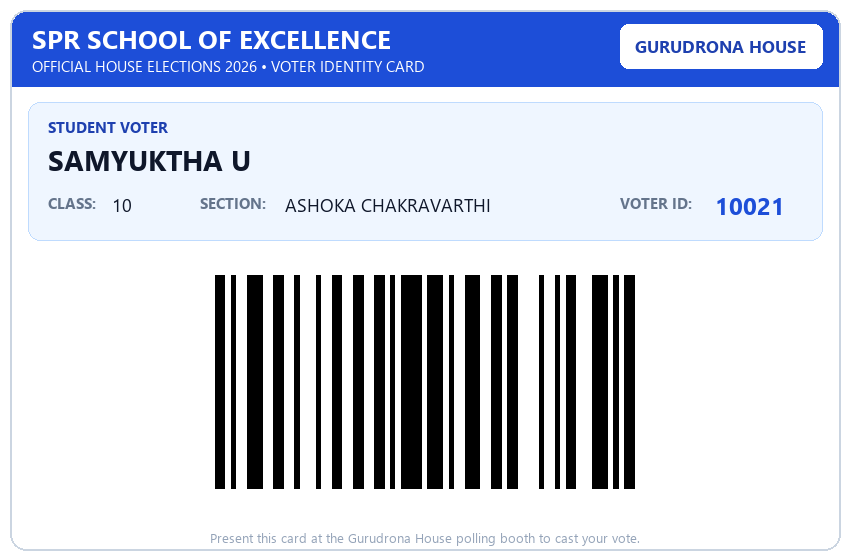 SPR SCHOOL OF EXCELLENCE
OFFICIAL HOUSE ELECTIONS 2026 • VOTER IDENTITY CARD
GURUDRONA HOUSE
STUDENT VOTER
SAMYUKTHA U
CLASS: 10 SECTION: ASHOKA CHAKRAVARTHI VOTER ID: 10021
Present this card at the Gurudrona House polling booth to cast your vote.